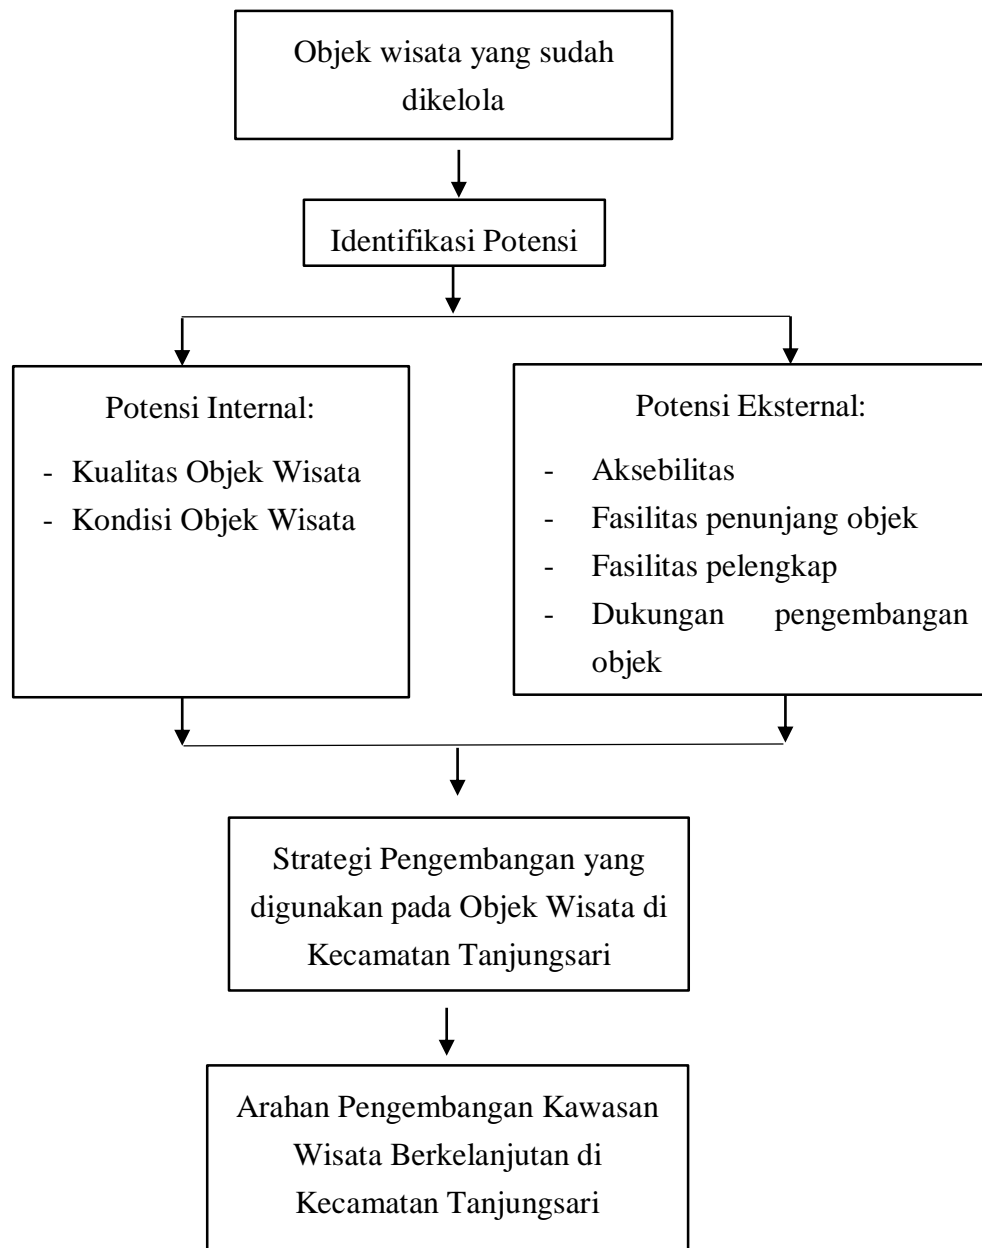 Objek wisata yang sudah
dikelola
Identifikasi Potensi
Potensi Internal:
- Kualitas Objek Wisata
- Kondisi Objek Wisata
Potensi Eksternal:
- Aksebilitas
- Fasilitas penunjang objek
- Fasilitas pelengkap
- Dukungan pengembangan
objek
Strategi Pengembangan yang
digunakan pada Objek Wisata di
Kecamatan Tanjungsari
Arahan Pengembangan Kawasan
Wisata Berkelanjutan di
Kecamatan Tanjungsari